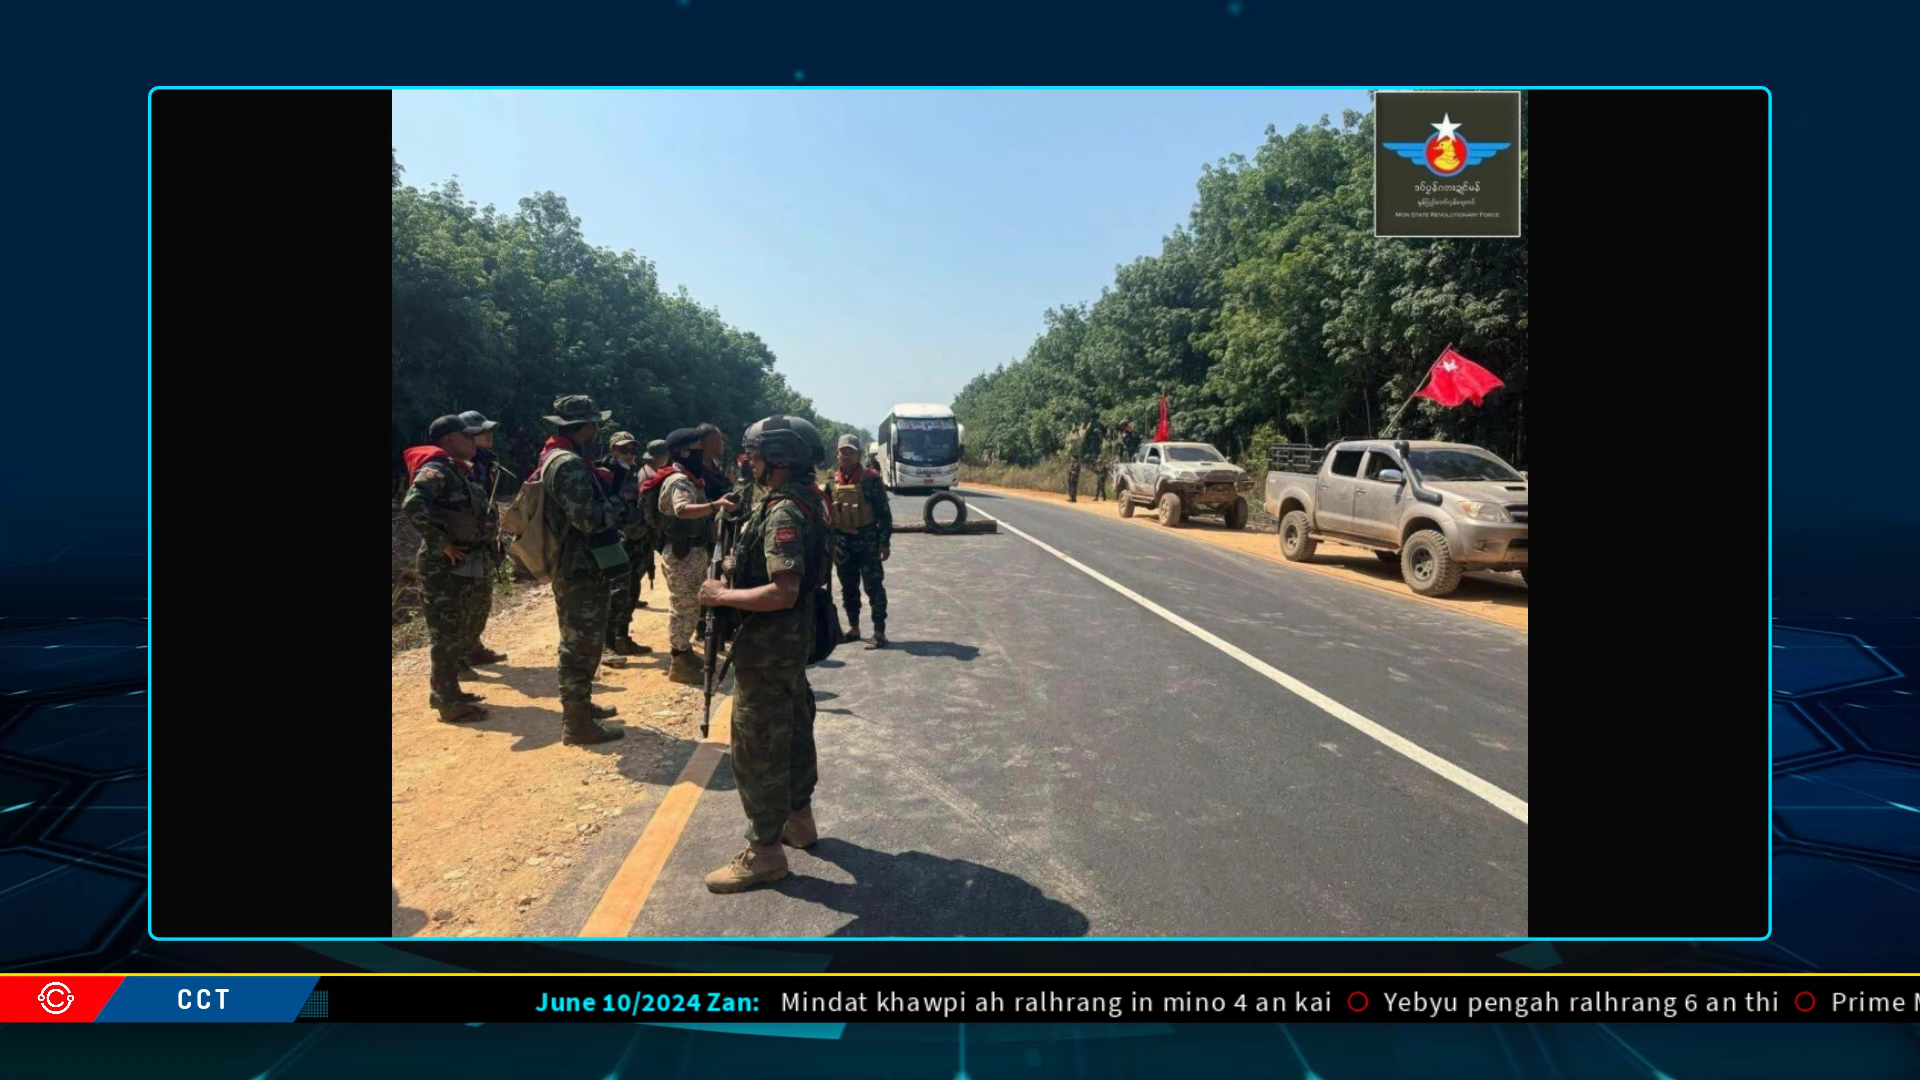 MON STATE REVOLUTIONARY FORCE
CCT
June 10/2024 Zan: Mindat khawpi ah ralhrang in mino 4 an kai Yebyu pengah ralhrang 6 an thi Prime